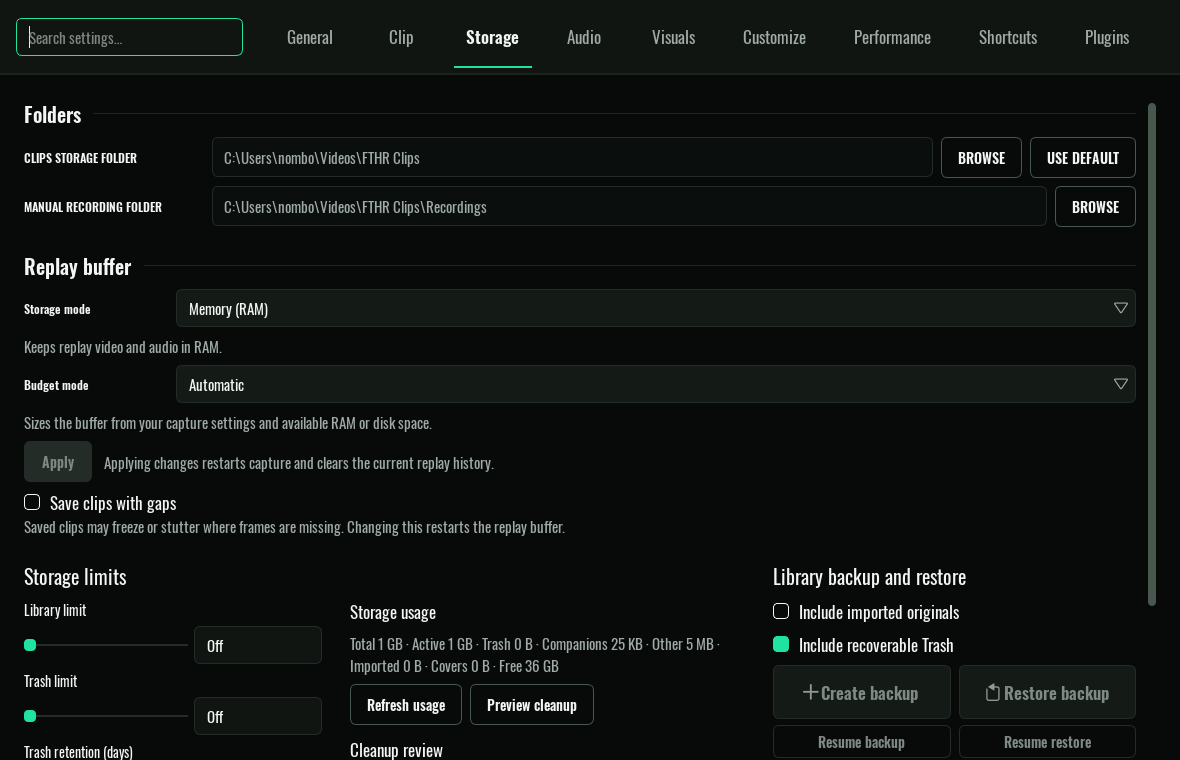 Search settings...
General
Clip
Storage
Audio
Visuals
Customize
Performance
Shortcuts
Plugins
Folders
CLIPS STORAGE FOLDER
C:\Users\nombo\Videos\FTHR Clips
BROWSE
USE DEFAULT
MANUAL RECORDING FOLDER
C:\Users\nombo\Videos\FTHR Clips\Recordings
BROWSE
Replay buffer
Storage mode
Memory (RAM)
Keeps replay video and audio in RAM.
Budget mode
Automatic
Sizes the buffer from your capture settings and available RAM or disk space.
Apply
Applying changes restarts capture and clears the current replay history.
Save clips with gaps
Saved clips may freeze or stutter where frames are missing. Changing this restarts the replay buffer.
Storage limits
Library limit
Off
Trash limit
Off
Trash retention (days)
Storage usage
Total 1 GB · Active 1 GB · Trash 0 B · Companions 25 KB · Other 5 MB ·
Imported 0 B · Covers 0 B · Free 36 GB
Refresh usage
Preview cleanup
Cleanup review
Library backup and restore
Include imported originals
Include recoverable Trash
Create backup
Restore backup
Resume backup
Resume restore